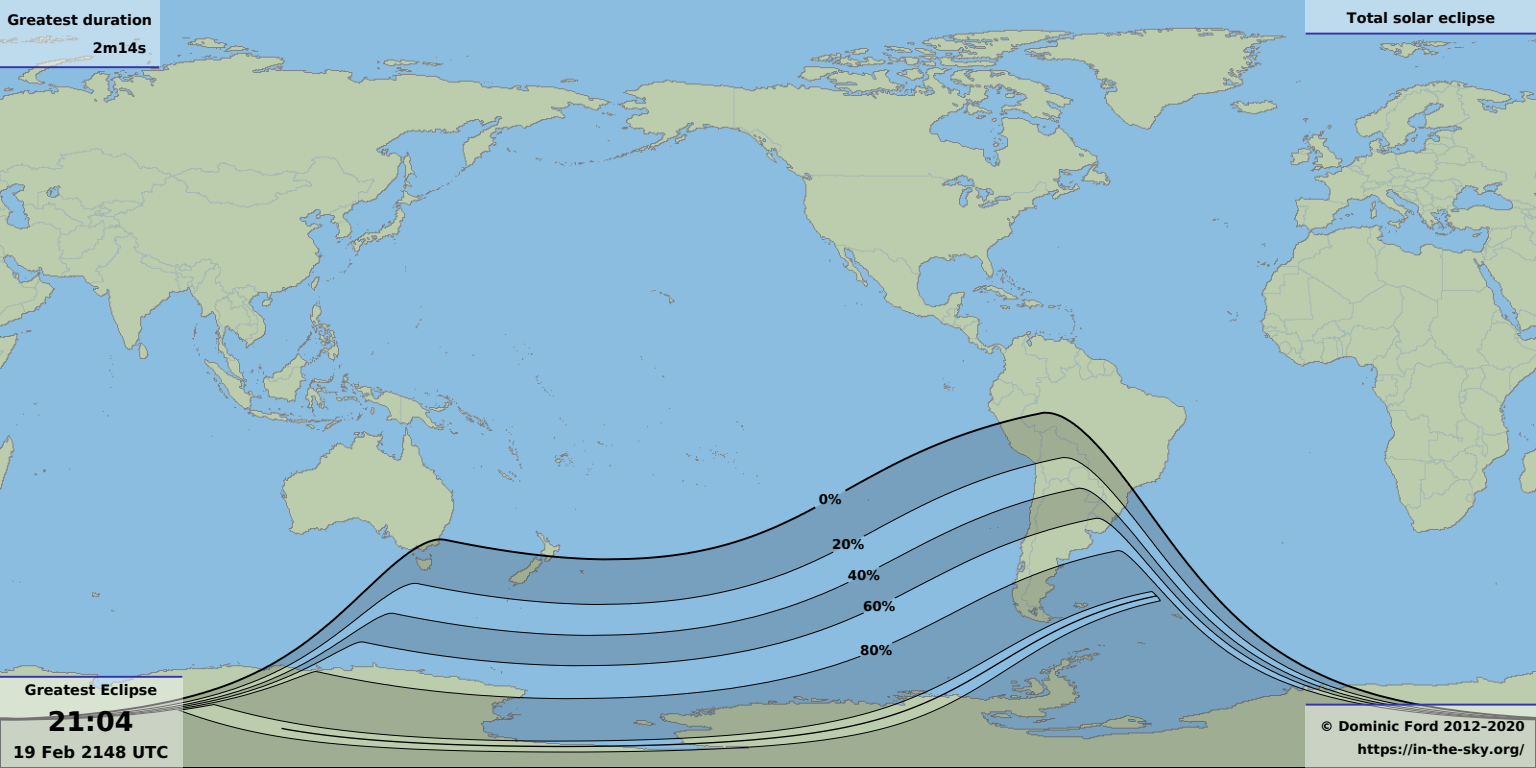 Greatest duration
2m14s
Total solar eclipse
0%
20%
40%
60%
80%
Greatest Eclipse
21:04
19 Feb 2148 UTC
© Dominic Ford 2012–2020
https://in-the-sky.org/